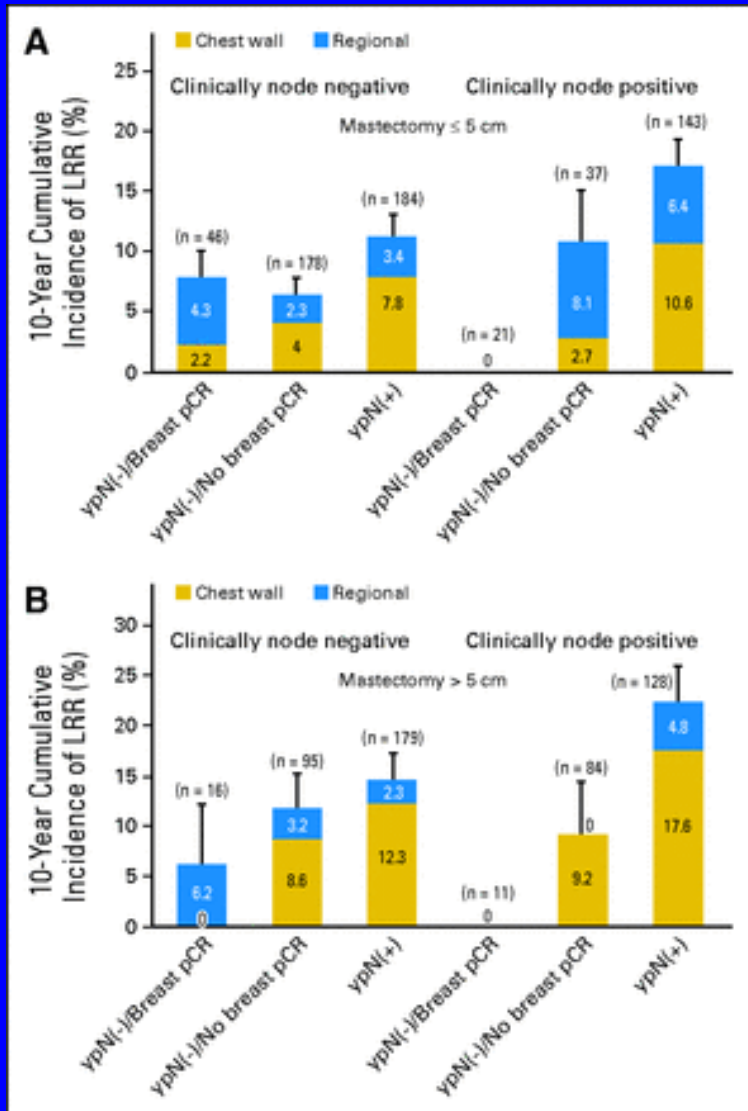 A
Chest wall Regional
Clinically node negative Clinically node positive
Mastectomy ≤ 5 cm
10-Year Cumulative
Incidence of LRR (%)
25
20
15
10
5
0
(n = 46)
4.3
2.2
(n = 178)
2.3
4
(n = 184)
3.4
7.8
(n = 21)
0
(n = 37)
8.1
2.7
(n = 143)
6.4
10.6
ypN(-)/Breast pCR
ypN(-)/No breast pCR
ypN(+)
ypN(-)/Breast pCR
ypN(-)/No breast pCR
ypN(+)
B
Chest wall Regional
Clinically node negative Clinically node positive
Mastectomy > 5 cm
10-Year Cumulative
Incidence of LRR (%)
30
25
20
15
10
5
0
(n = 16)
6.2
0
(n = 95)
3.2
8.6
(n = 179)
2.3
12.3
(n = 11)
0
(n = 84)
0
9.2
(n = 128)
4.8
17.6
ypN(-)/Breast pCR
ypN(-)/No breast pCR
ypN(+)
ypN(-)/Breast pCR
ypN(-)/No breast pCR
ypN(+)